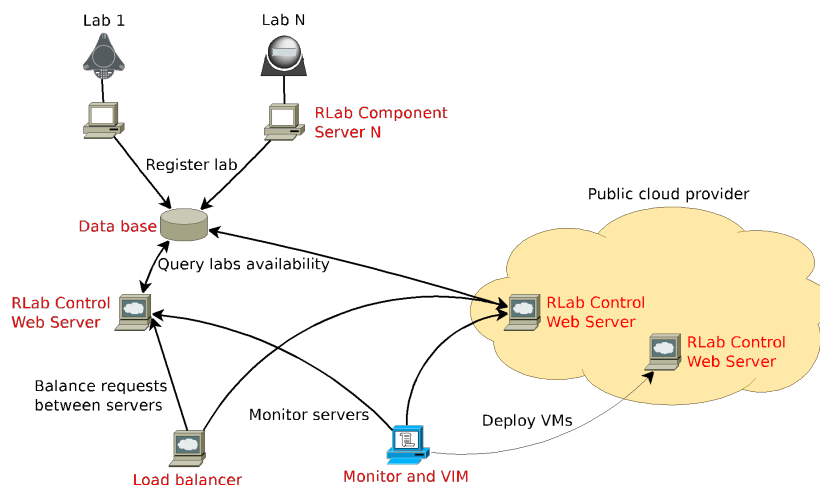 Lab 1
Lab N
RLab Component
Server N
Register lab
Public cloud provider
Data base
Query labs availability
RLab Control
Web Server
RLab Control
Web Server
RLab Control
Web Server
Balance requests
between servers
Monitor servers
Deploy VMs
Load balancer
Monitor and VIM